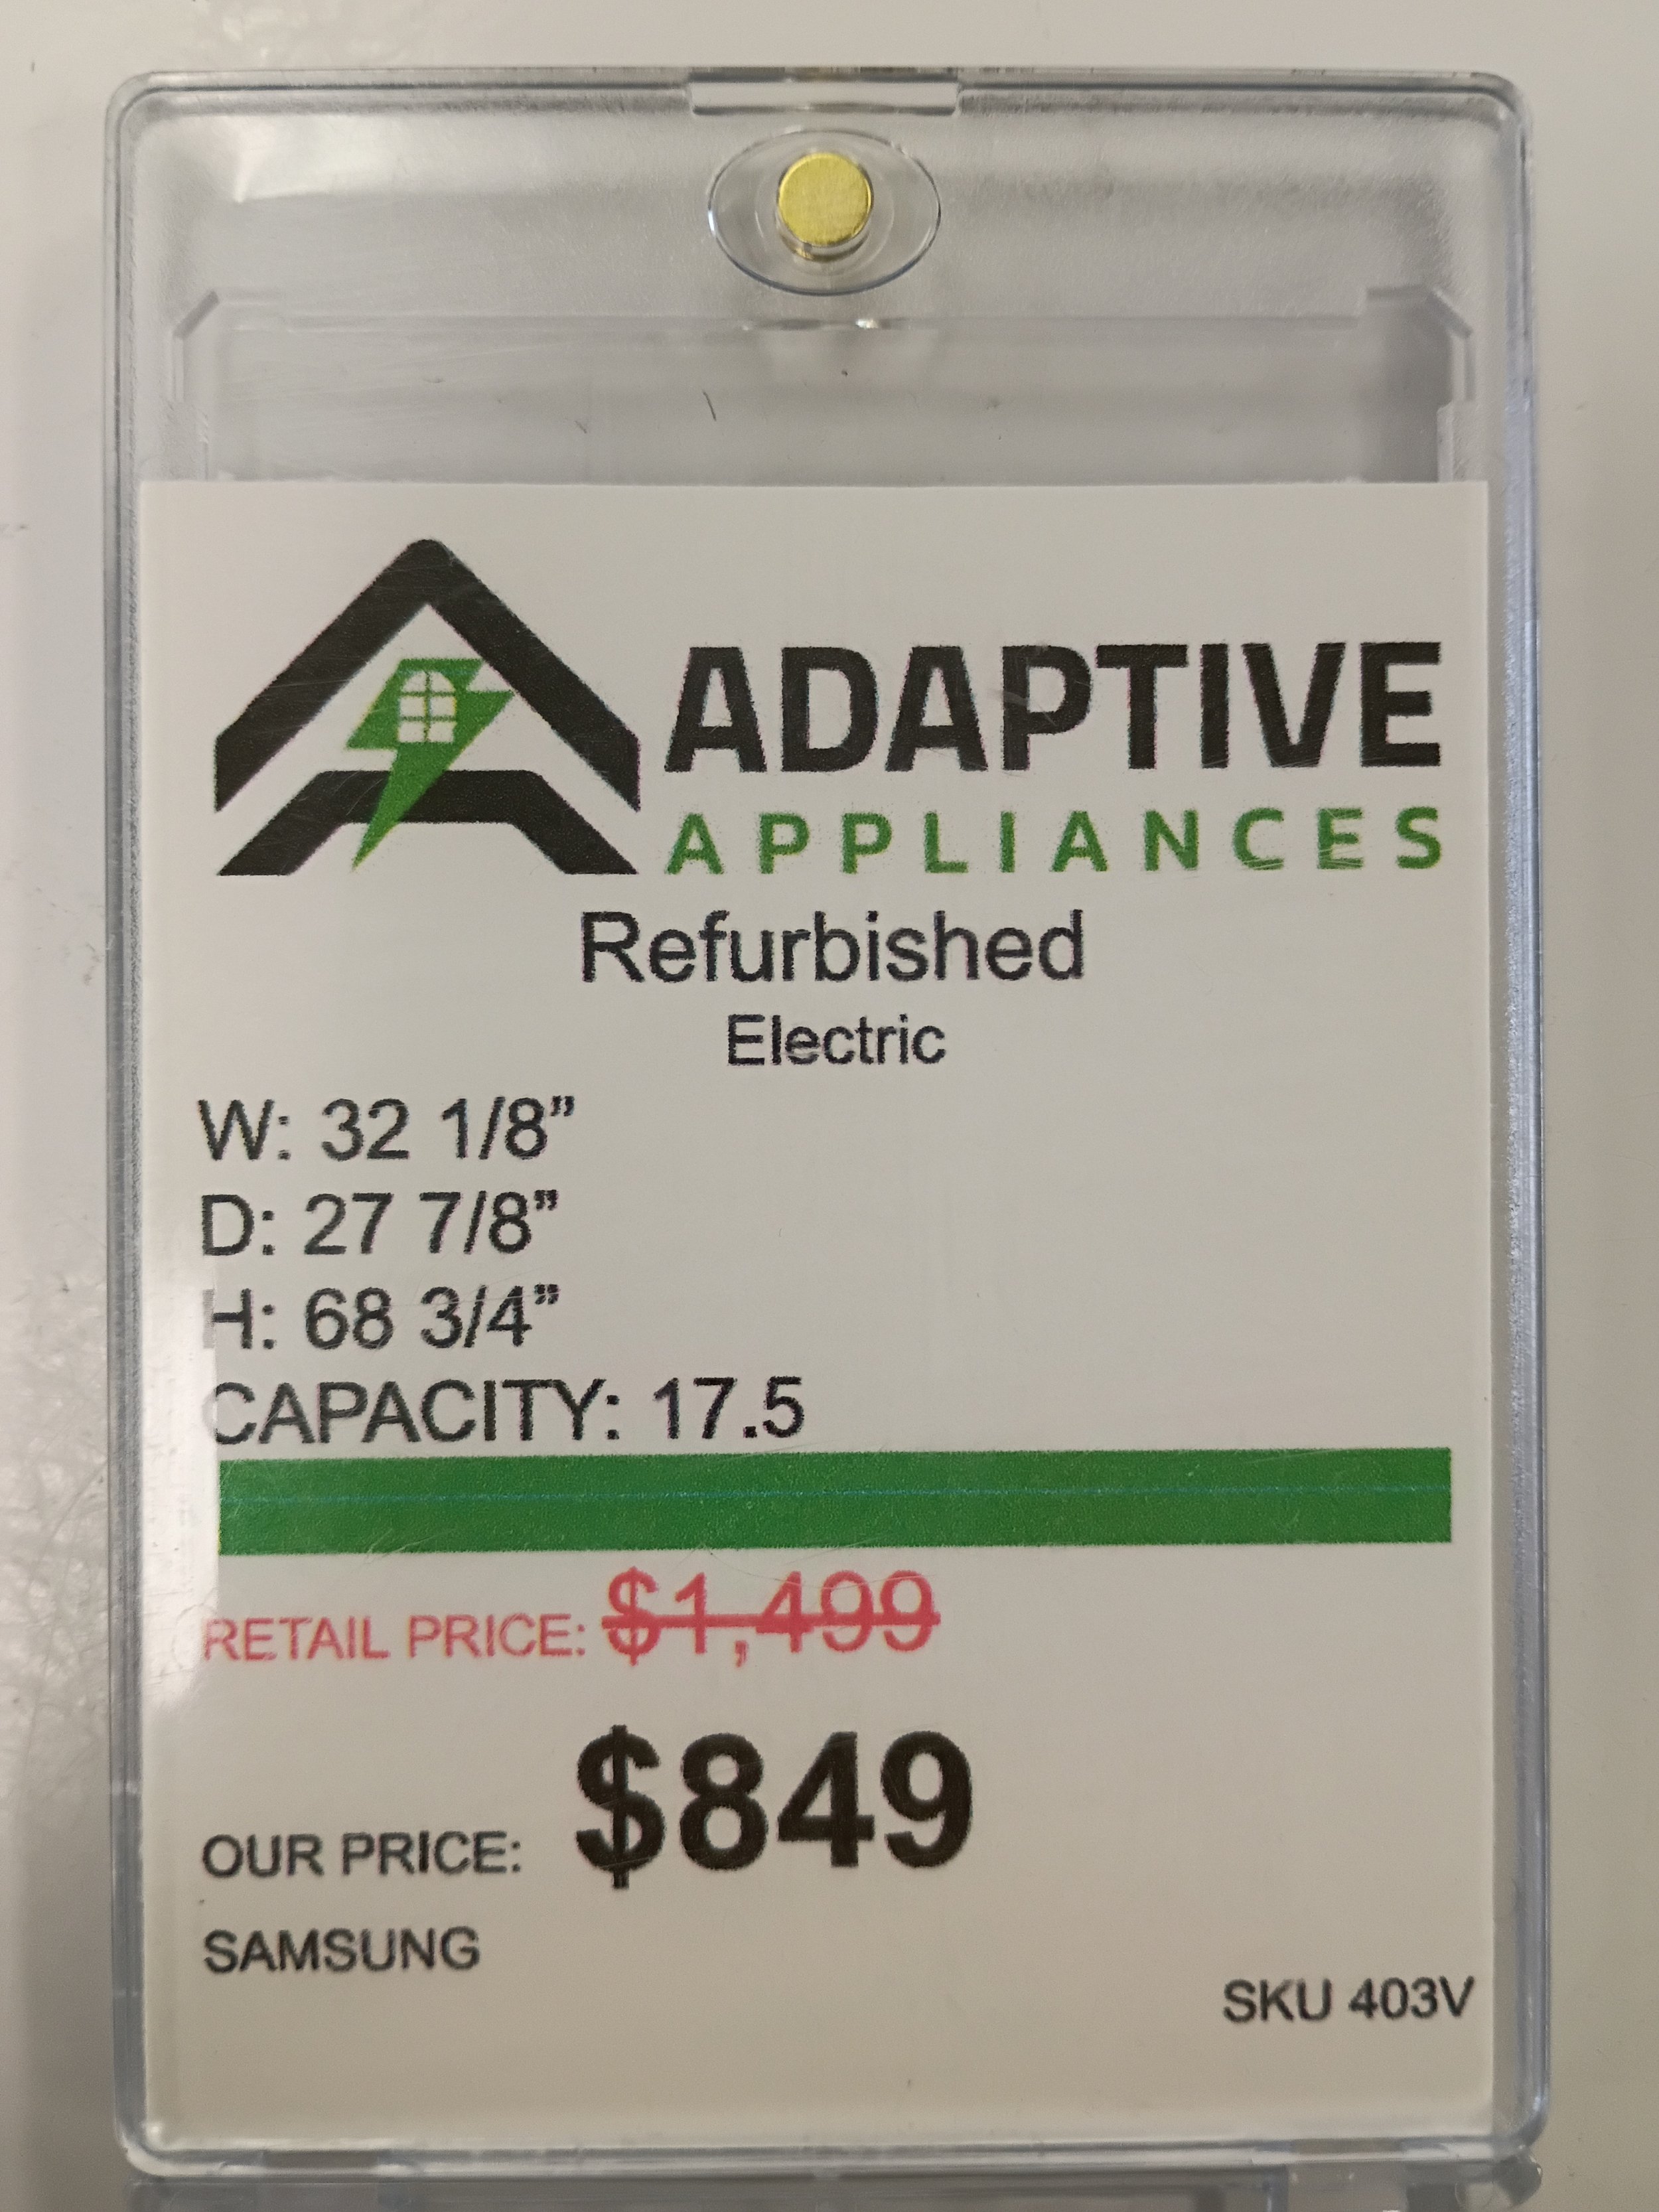 ADAPTIVE
APPLIANCES
Refurbished
Electric
W: 32 1/8”
D: 27 7/8”
H: 68 3/4”
CAPACITY: 17.5
RETAIL PRICE: $1,499
OUR PRICE: $849
SAMSUNG
SKU 403V